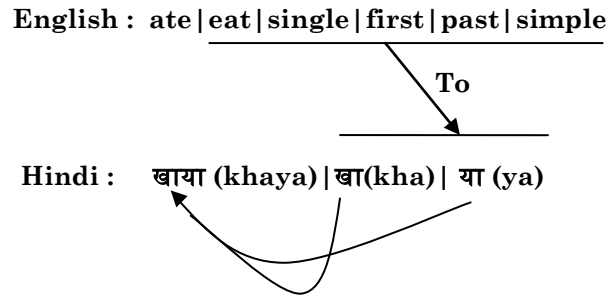 English : ate|eat|single|first|past|simple
To
Hindi : खाया (khaya)|खा(kha)| या (ya)